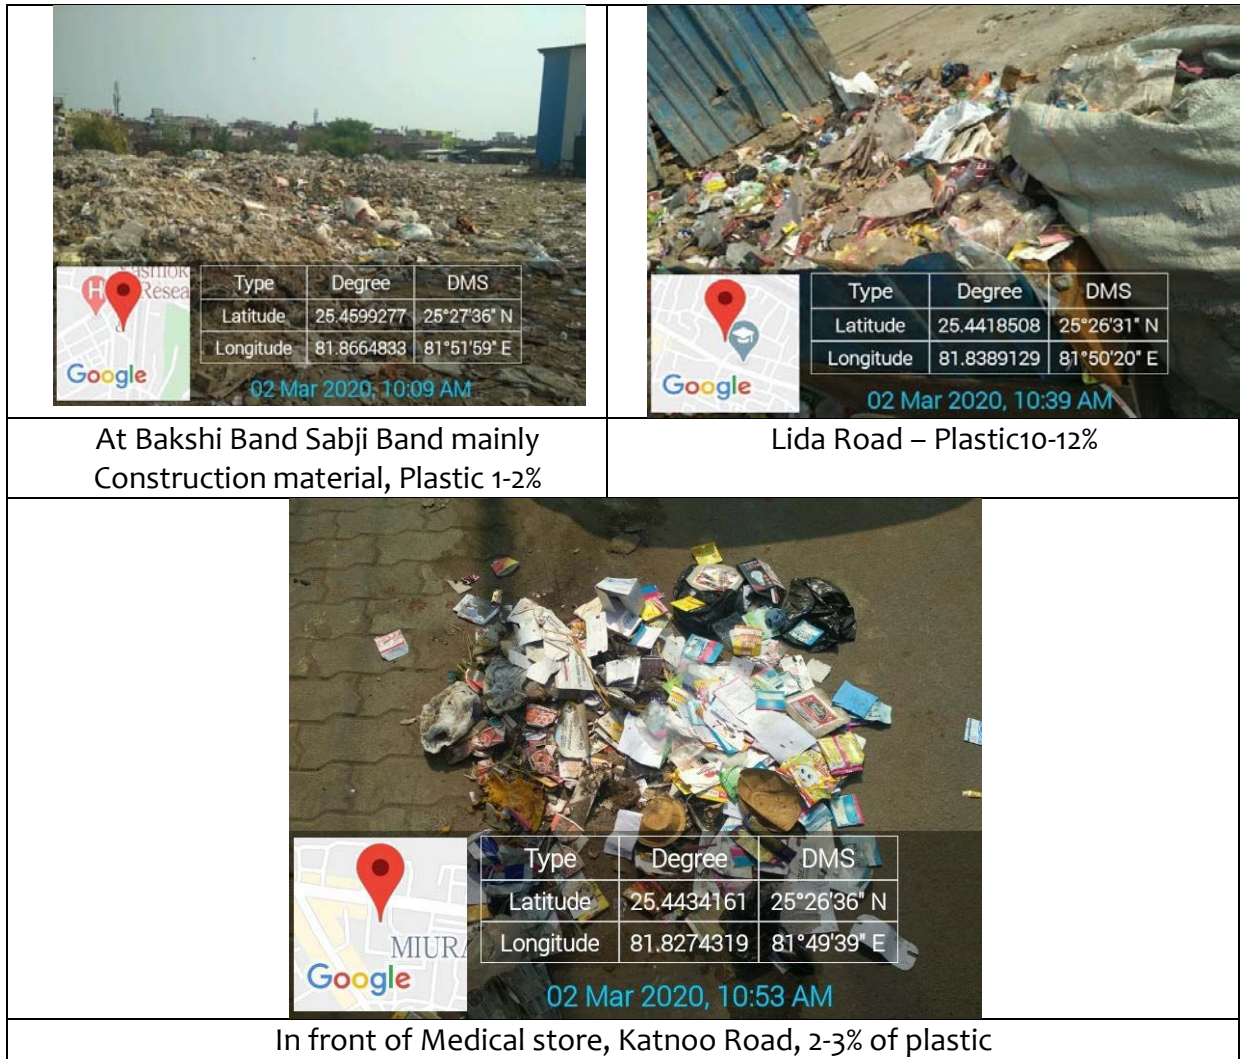 ashmok
H Resea
Google
Type Degree DMS
Latitude 25.4599277 25°27'36" N
Longitude 81.8664833 81°51'59" E
02 Mar 2020, 10:09 AM
Google
Type Degree DMS
Latitude 25.4418508 25°26'31" N
Longitude 81.8389129 81°50'20" E
02 Mar 2020, 10:39 AM
At Bakshi Band Sabji Band mainly
Construction material, Plastic 1-2%
Lida Road – Plastic10-12%
MIURA
Google
Type Degree DMS
Latitude 25.4434161 25°26'36" N
Longitude 81.8274319 81°49'39" E
02 Mar 2020, 10:53 AM
In front of Medical store, Katnoo Road, 2-3% of plastic